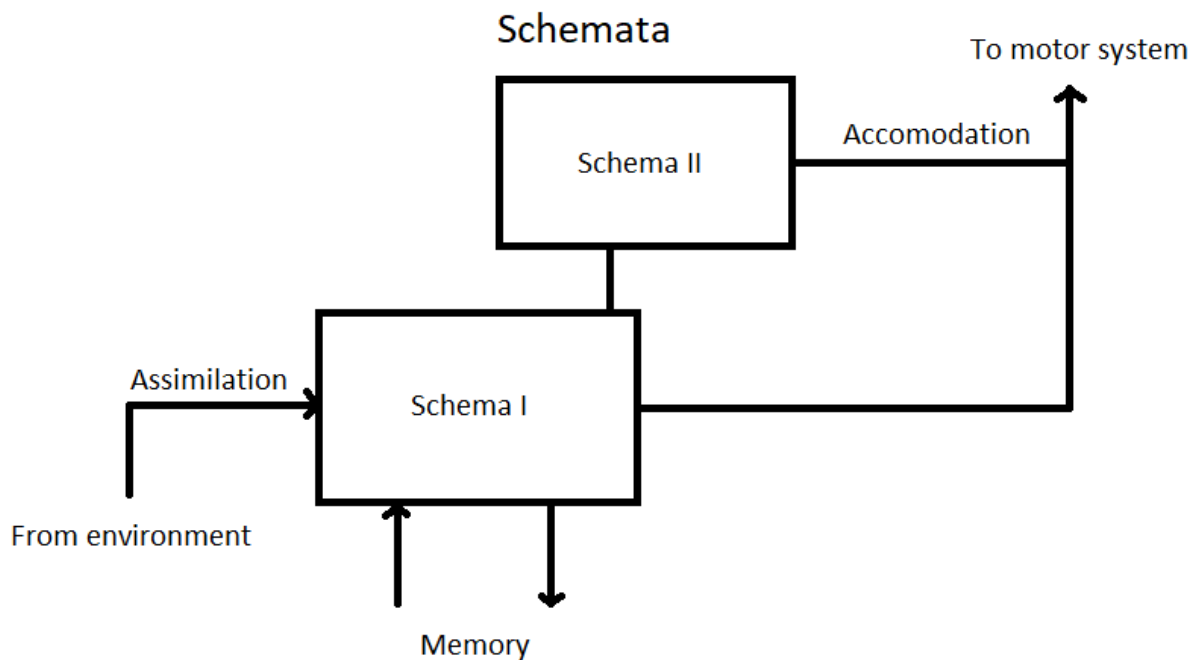 Schemata
To motor system
Accomodation
Schema II
Assimilation
Schema I
From environment
Memory